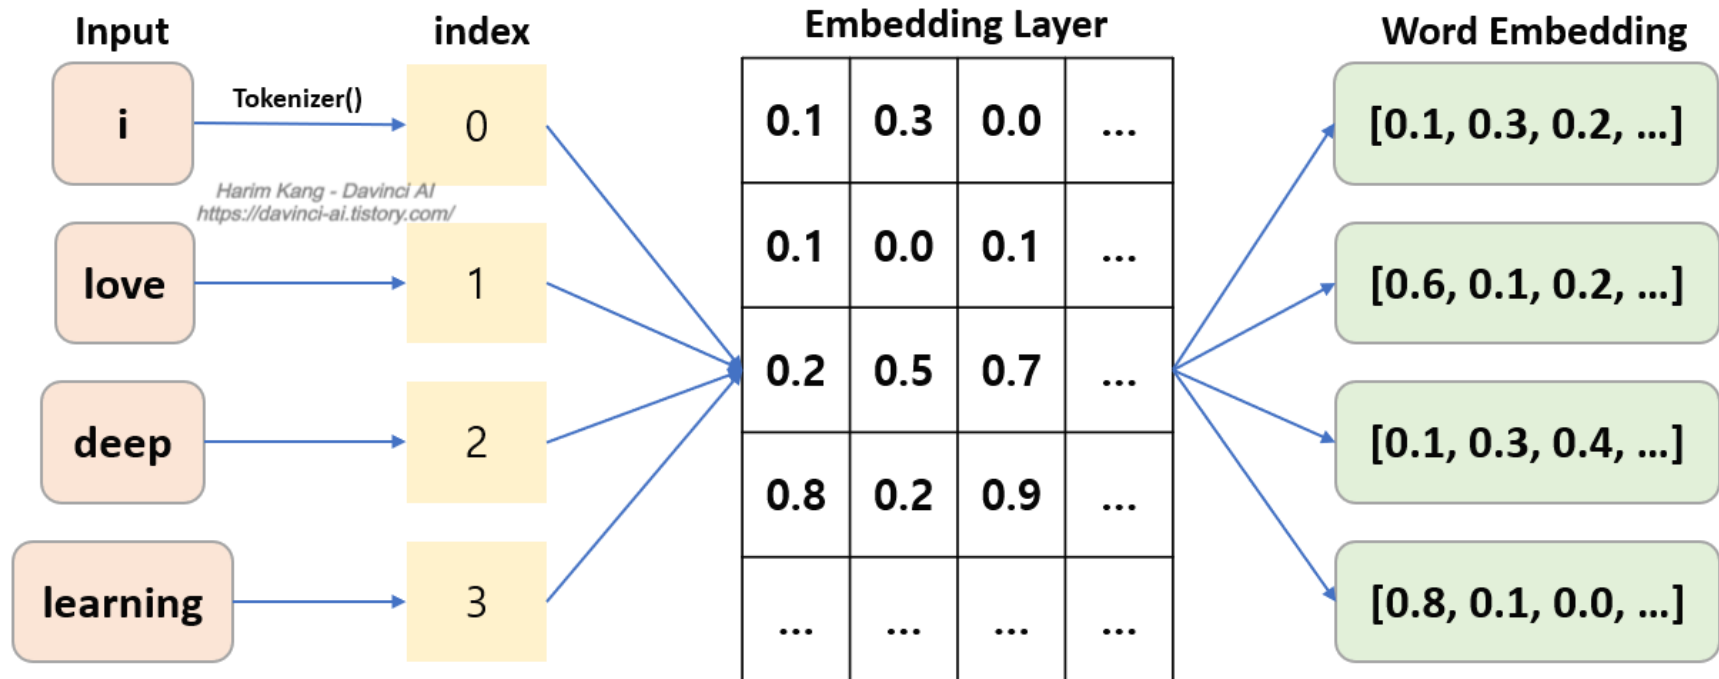 Input
index
Embedding Layer
Word Embedding
i
Tokenizer()
0
0.1 0.3 0.0 ...
[0.1, 0.3, 0.2, ...]
Harim Kang - Davinci AI
https://davinci-ai.tistory.com/
love
1
0.1 0.0 0.1 ...
[0.6, 0.1, 0.2, ...]
deep
2
0.2 0.5 0.7 ...
[0.1, 0.3, 0.4, ...]
learning
3
0.8 0.2 0.9 ...
[0.8, 0.1, 0.0, ...]
... ... ... ...